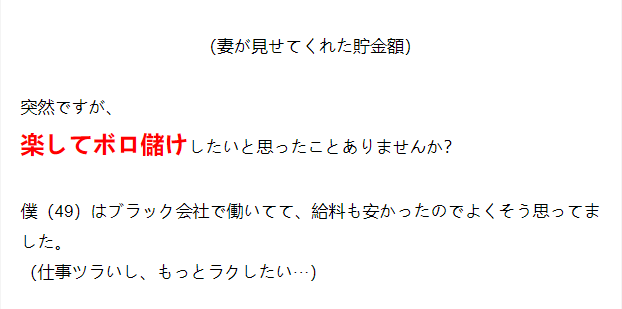 (妻が見せてくれた貯金額)
突然ですが、
楽してボロ儲けしたいと思ったことありませんか?
僕（49）はブラック会社で働いてて、給料も安かったのでよくそう思ってま
した。
（仕事ツラいし、もっとラクしたい…）